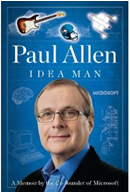 Paul Allen
IDEA MAN
MICROSOFT
A Memoir by the Cofounder of Microsoft